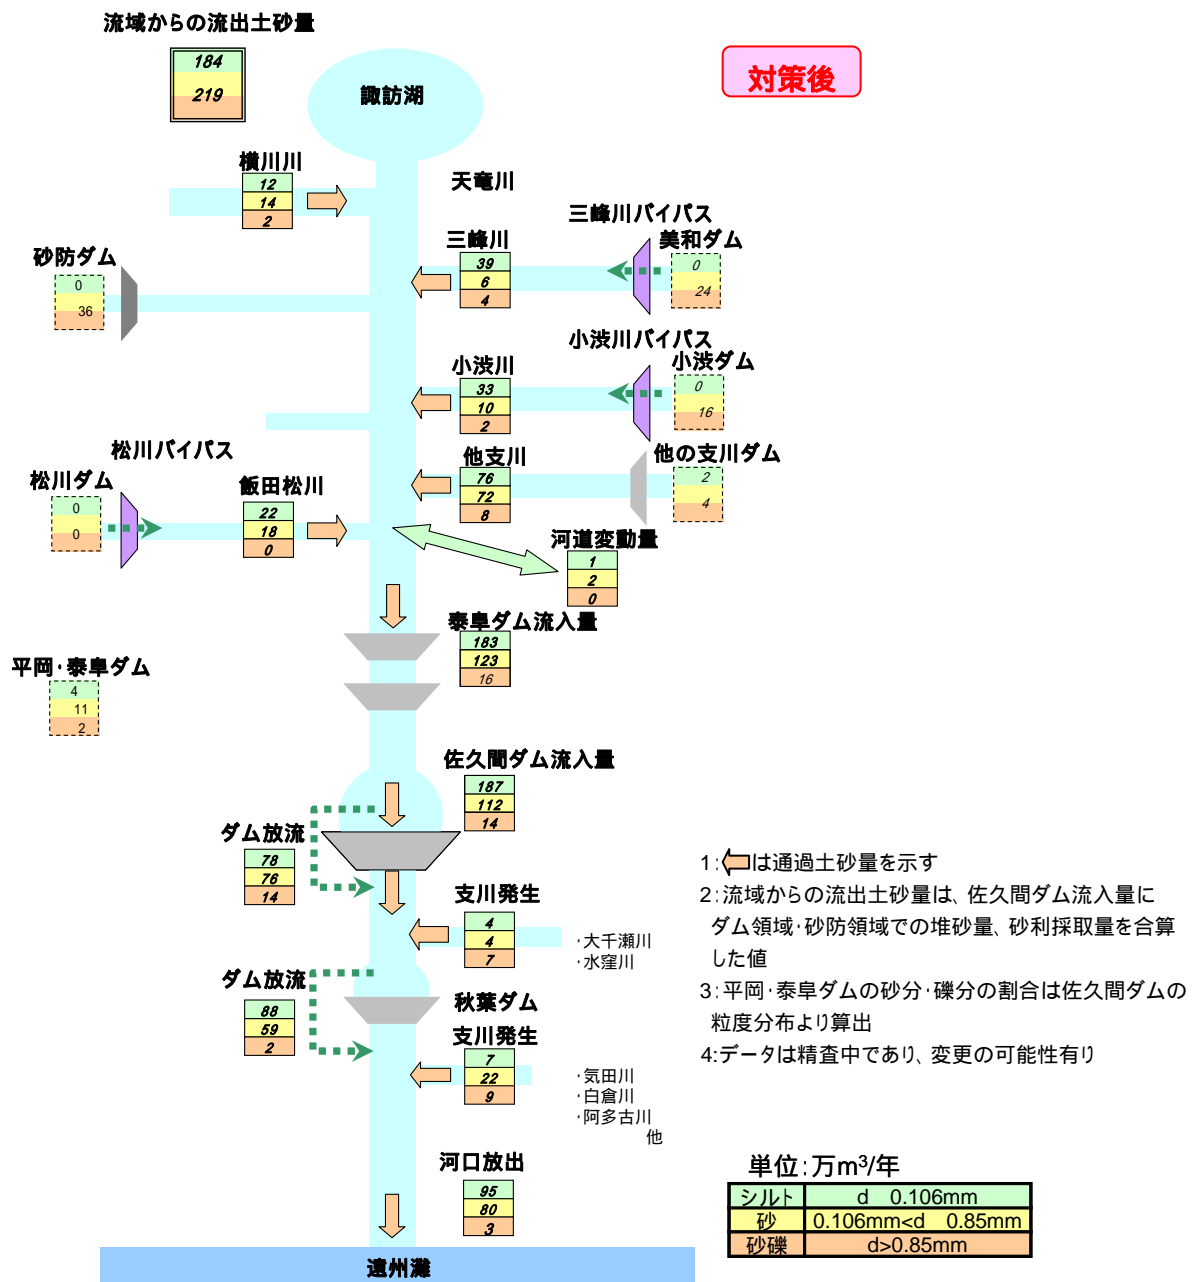 流域からの流出土砂量
184
219
対策後
諏訪湖
横川川
12
14
2
天竜川
三峰川バイパス
三峰川
39
6
4
美和ダム
0
24
砂防ダム
0
36
小渋川バイパス
小渋川
33
10
2
小渋ダム
0
16
松川バイパス
松川ダム
0
0
飯田松川
22
18
0
他支川
76
72
8
他の支川ダム
2
4
河道変動量
1
2
0
泰阜ダム流入量
183
123
16
平岡・泰阜ダム
4
11
2
佐久間ダム流入量
187
112
14
ダム放流
78
76
14
支川発生
4
4
7
・大千瀬川
・水窪川
ダム放流
88
59
2
秋葉ダム
支川発生
7
22
9
・気田川
・白倉川
・阿多古川
他
河口放出
95
80
3
遠州灘
1:は通過土砂量を示す
2:流域からの流出土砂量は、佐久間ダム流入量に
ダム領域・砂防領域での堆砂量、砂利採取量を合算
した値
3:平岡・泰阜ダムの砂分・礫分の割合は佐久間ダムの
粒度分布より算出
4:データは精査中であり、変更の可能性有り
単位:万m³/年
シルト d 0.106mm
砂 0.106mm<d 0.85mm
砂礫 d>0.85mm